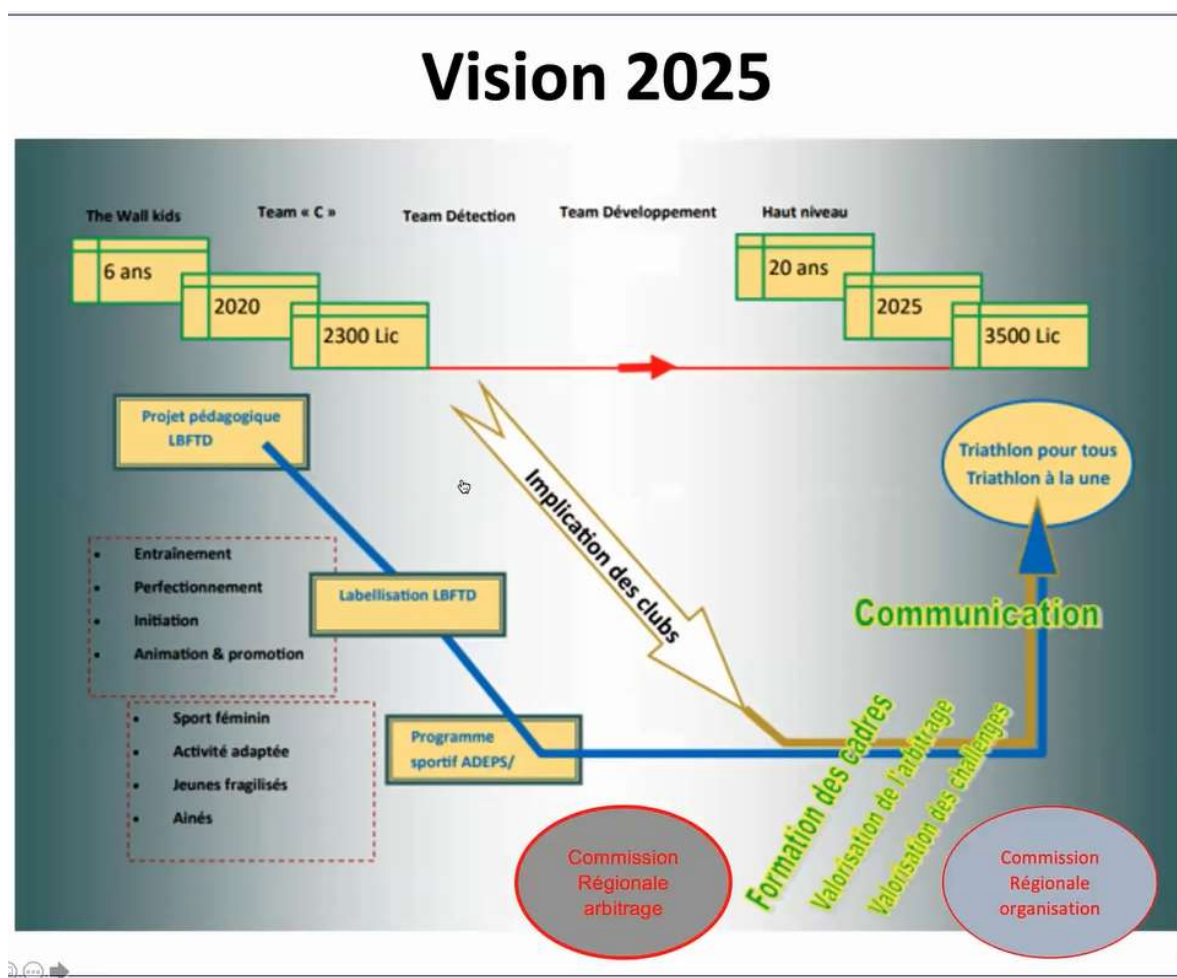 Vision 2025
The Wall kids
Team « C »
Team Détection
Team Développement
Haut niveau
6 ans
2020
2300 Lic
20 ans
2025
3500 Lic
Projet pédagogique
LBFTD
Triathlon pour tous
Triathlon à la une
Implication des clubs
• Entraînement
• Perfectionnement
• Initiation
• Animation & promotion
Labellisation LBFTD
Communication
• Sport féminin
• Activité adaptée
• Jeunes fragilisés
• Ainés
Programme
sportif ADEPS/
Formation des cadres
Valorisation de l'atbitrage
Valorisation des challenges
Commission
Régionale
arbitrage
Commission
Régionale
organisation